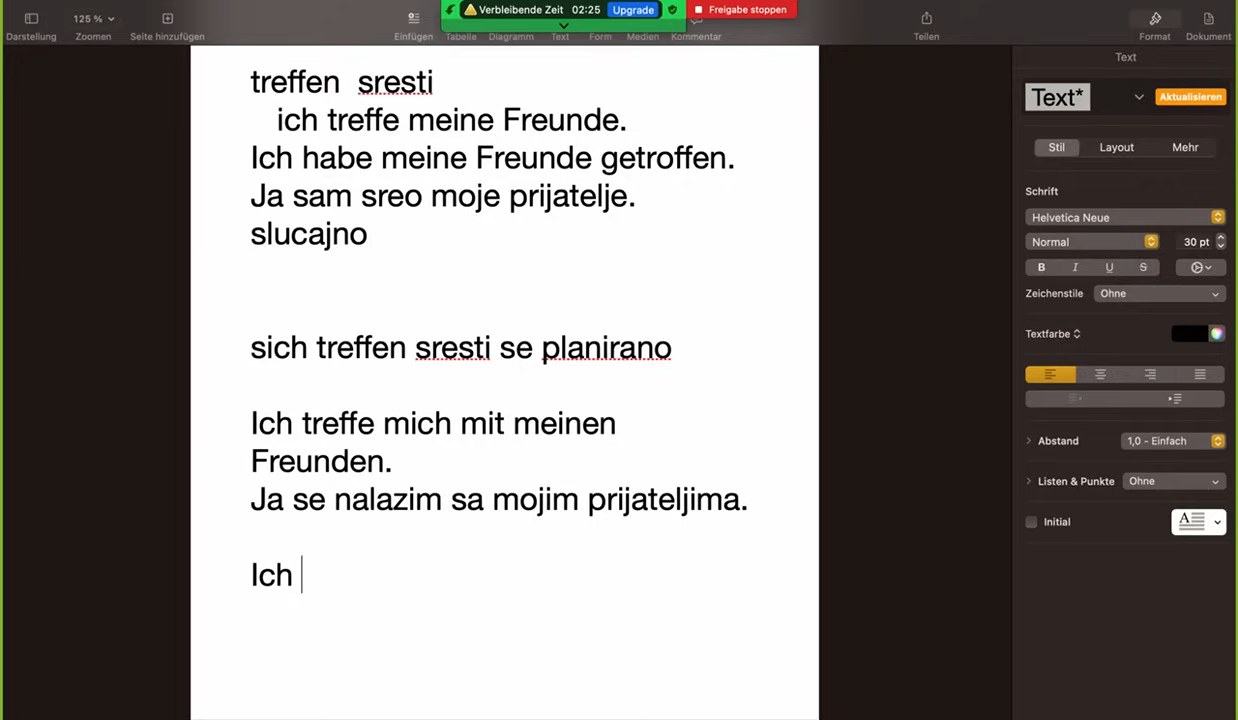 125 %
Verbleibende Zeit 02:25 Upgrade
Freigabe stoppen
Darstellung Zoomen Seite hinzufügen Einfügen Tabelle Diagramm Text Form Medien Kommentar Teilen Format Dokument
treffen sresti
ich treffe meine Freunde.
Ich habe meine Freunde getroffen.
Ja sam sreo moje prijatelje.
slucajno
sich treffen sresti se planirano
Ich treffe mich mit meinen
Freunden.
Ja se nalazim sa mojim prijateljima.
Ich
Text
Text* Aktualisieren
Stil Layout Mehr
Schrift
Helvetica Neue
Normal 30 pt
B I U S
Zeichenstile Ohne
Textfarbe
Abstand 1,0 - Einfach
Listen & Punkte Ohne
Initial A